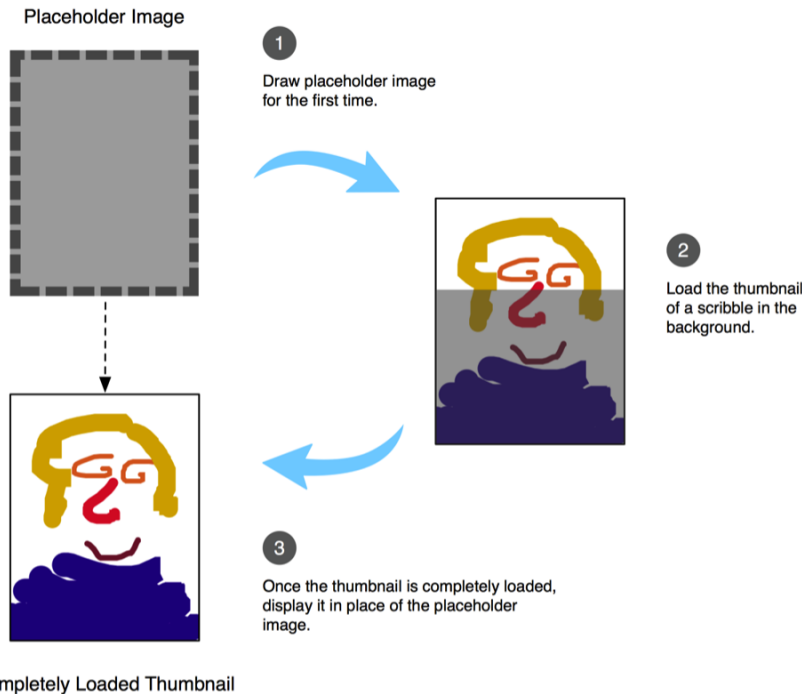 Placeholder Image
1
Draw placeholder image
for the first time.
2
Load the thumbnail
of a scribble in the
background.
3
Once the thumbnail is completely loaded,
display it in place of the placeholder
image.
mpletely Loaded Thumbnail